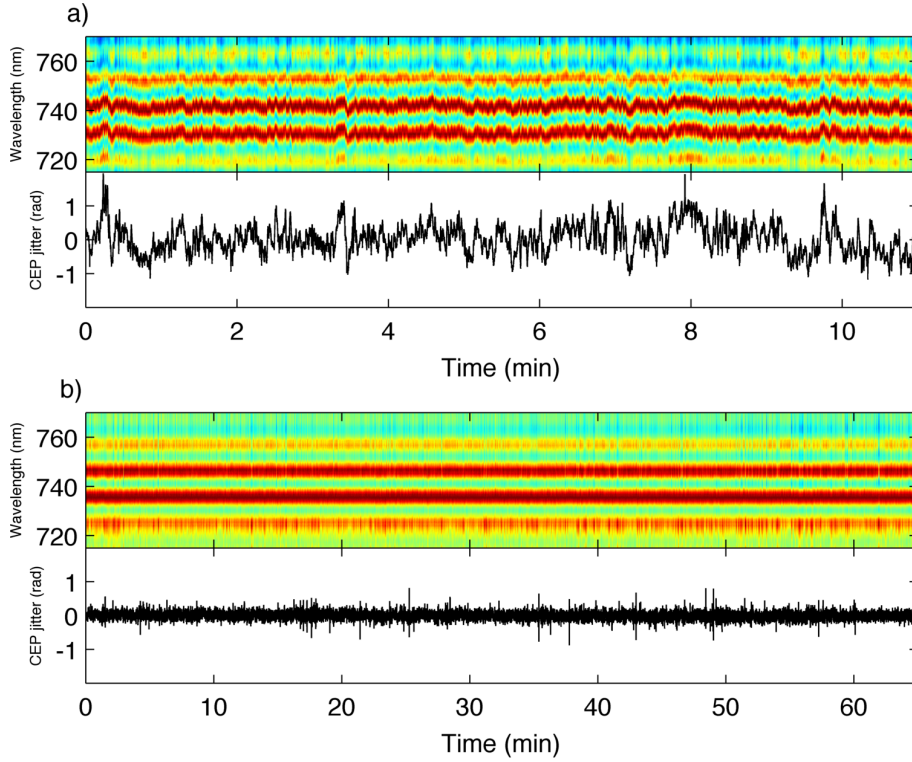 a)
Wavelength (nm)
760
740
720
CEP jitter (rad)
1
0
-1
0 2 4 6 8 10
Time (min)
b)
Wavelength (nm)
760
740
720
CEP jitter (rad)
1
0
-1
0 10 20 30 40 50 60
Time (min)